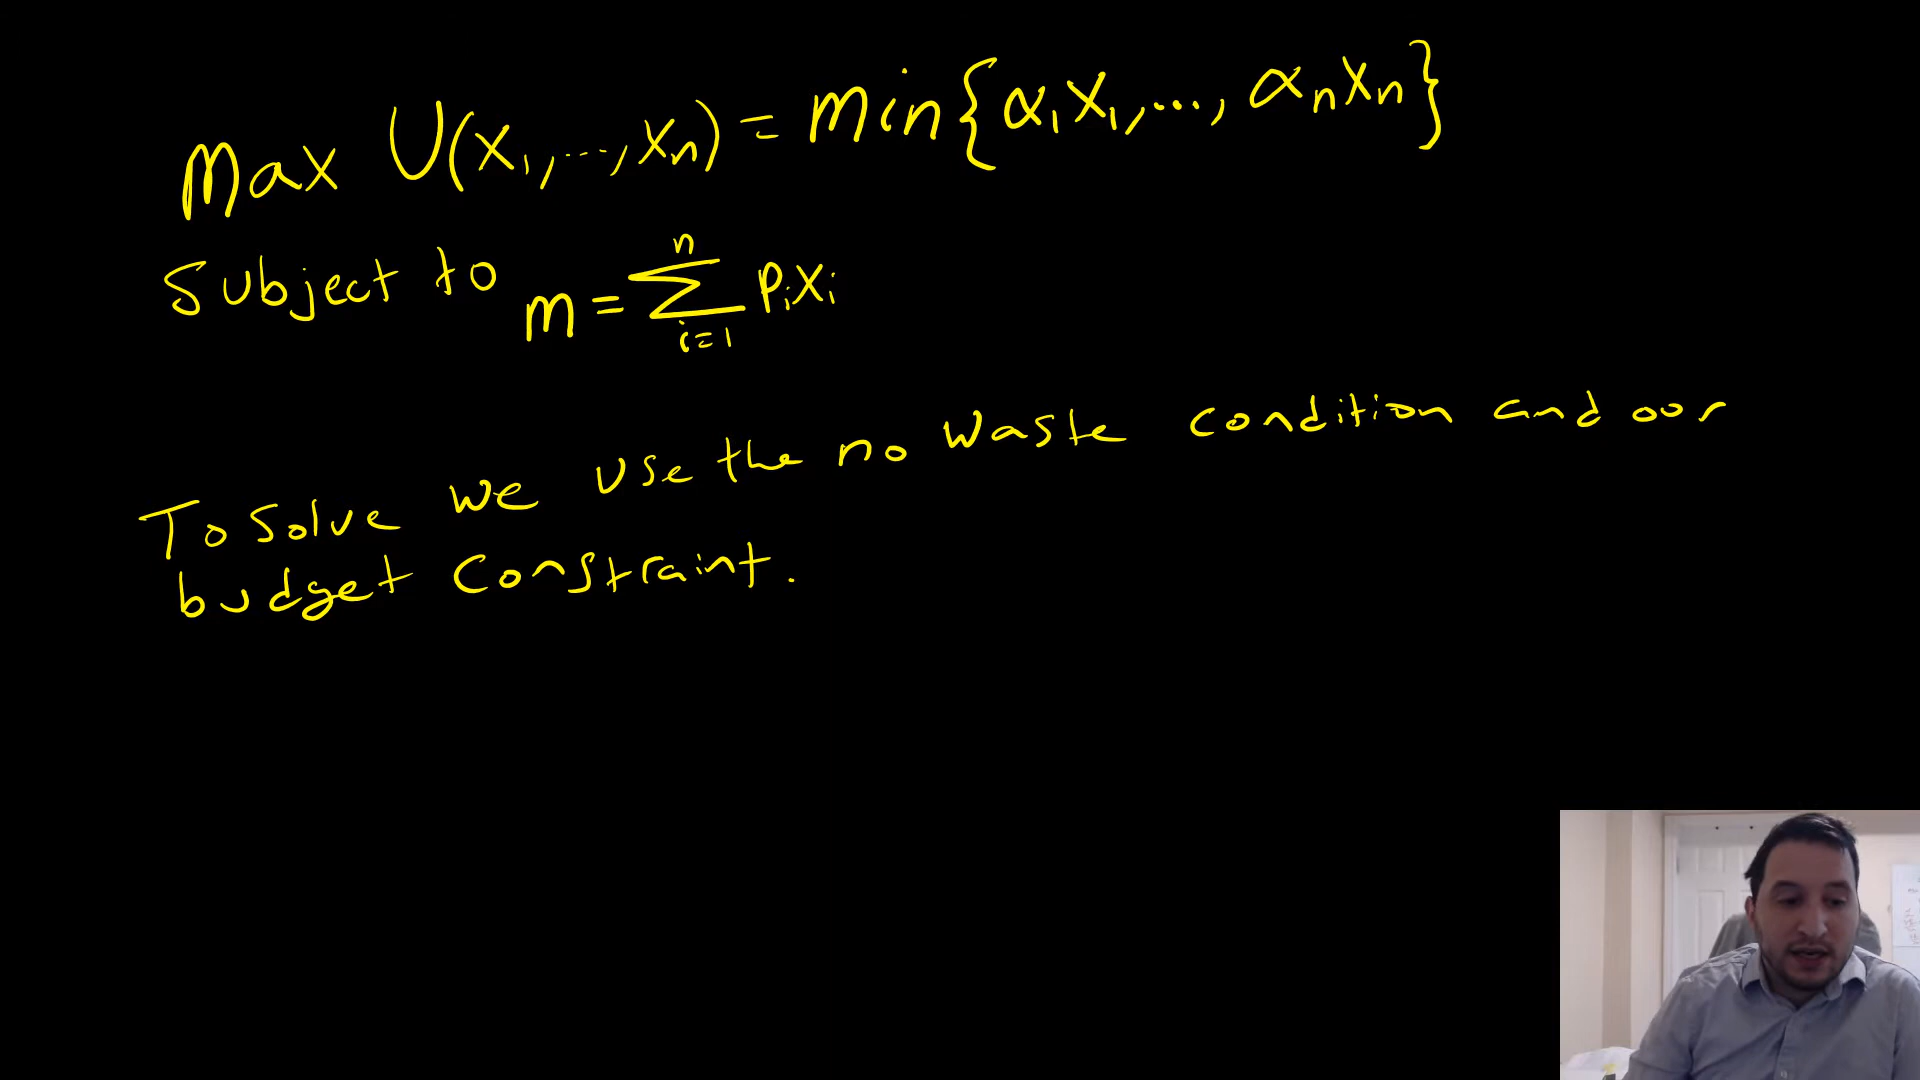 Max U(x₁,...,xₙ) = min{α₁x₁,..., αₙxₙ}
Subject to m = ∑ⁿᵢ₌₁ pᵢxᵢ
To solve we use the no waste condition and our
budget constraint.